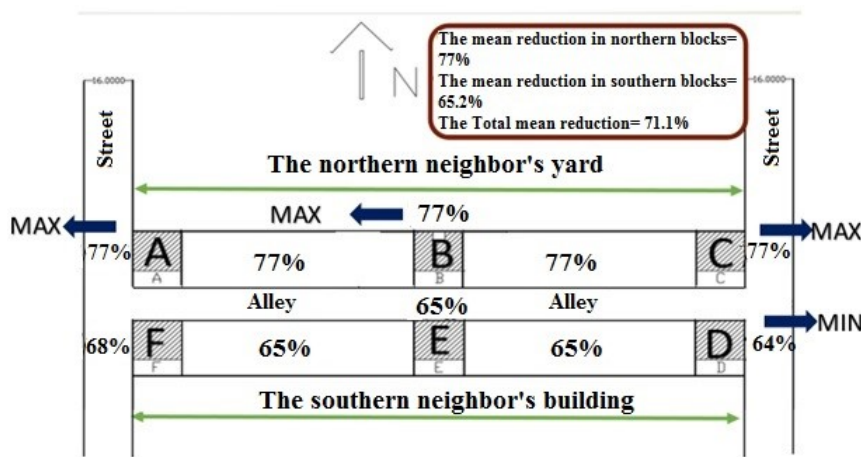 The mean reduction in northern blocks=
77%
The mean reduction in southern blocks=
65.2%
The Total mean reduction= 71.1%
N
16.0000
16.0000
Street
Street
The northern neighbor's yard
MAX
MAX
77%
MAX
77%
A
77%
B
77%
C
77%
A
B
C
Alley
65%
Alley
MIN
68%
F
65%
E
65%
D
64%
F
E
D
The southern neighbor's building